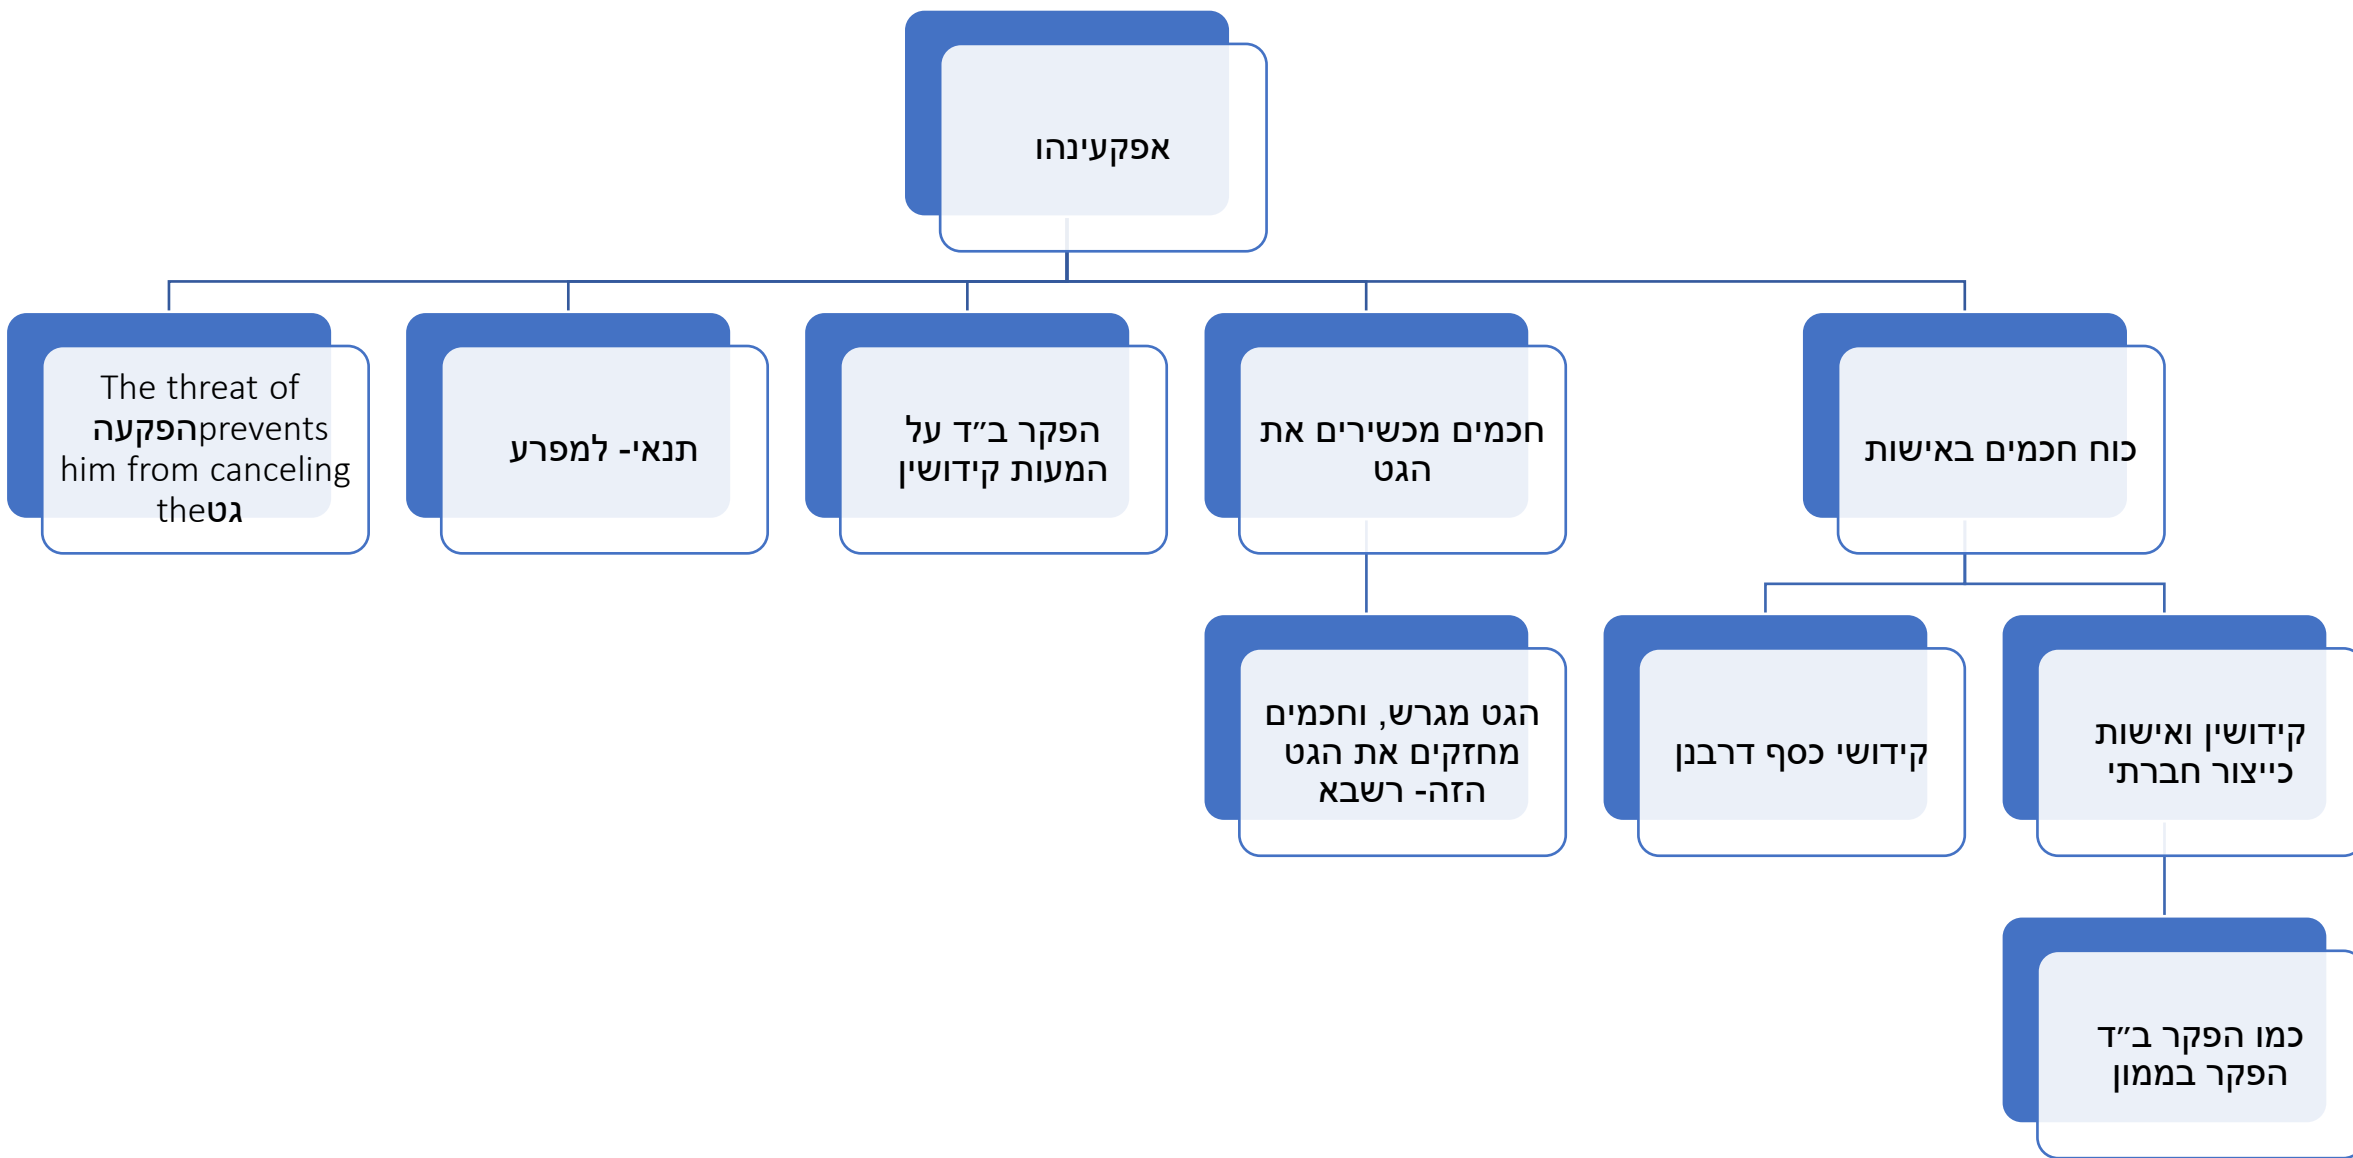 אפקעינהו
כוח חכמים באישות
חכמים מכשירים את
הגט
הפקר ב״ד על
המעות קידושין
תנאי- למפרע
The threat of
הפקעהprevents
him from canceling
theגט
קידושין ואישות
כייצור חברתי
קידושי כסף דרבנן
הגט מגרש, וחכמים
מחזקים את הגט
הזה- רשבא
כמו הפקר ב״ד
הפקר בממון